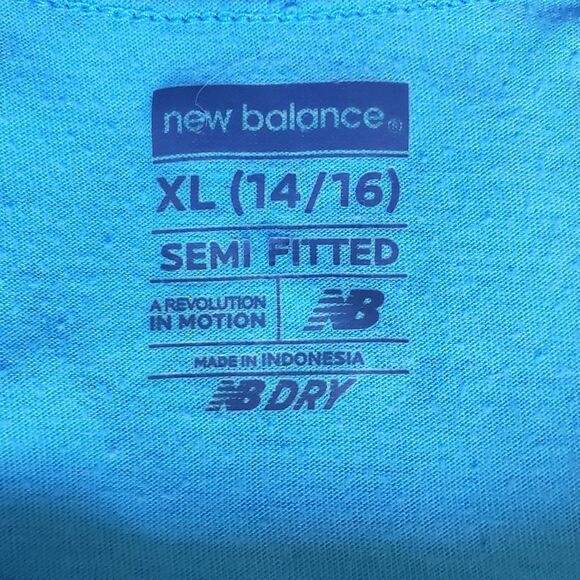 new balance®
XL (14/16)
SEMI FITTED
A REVOLUTION
IN MOTION
NB
MADE IN INDONESIA
NB DRY